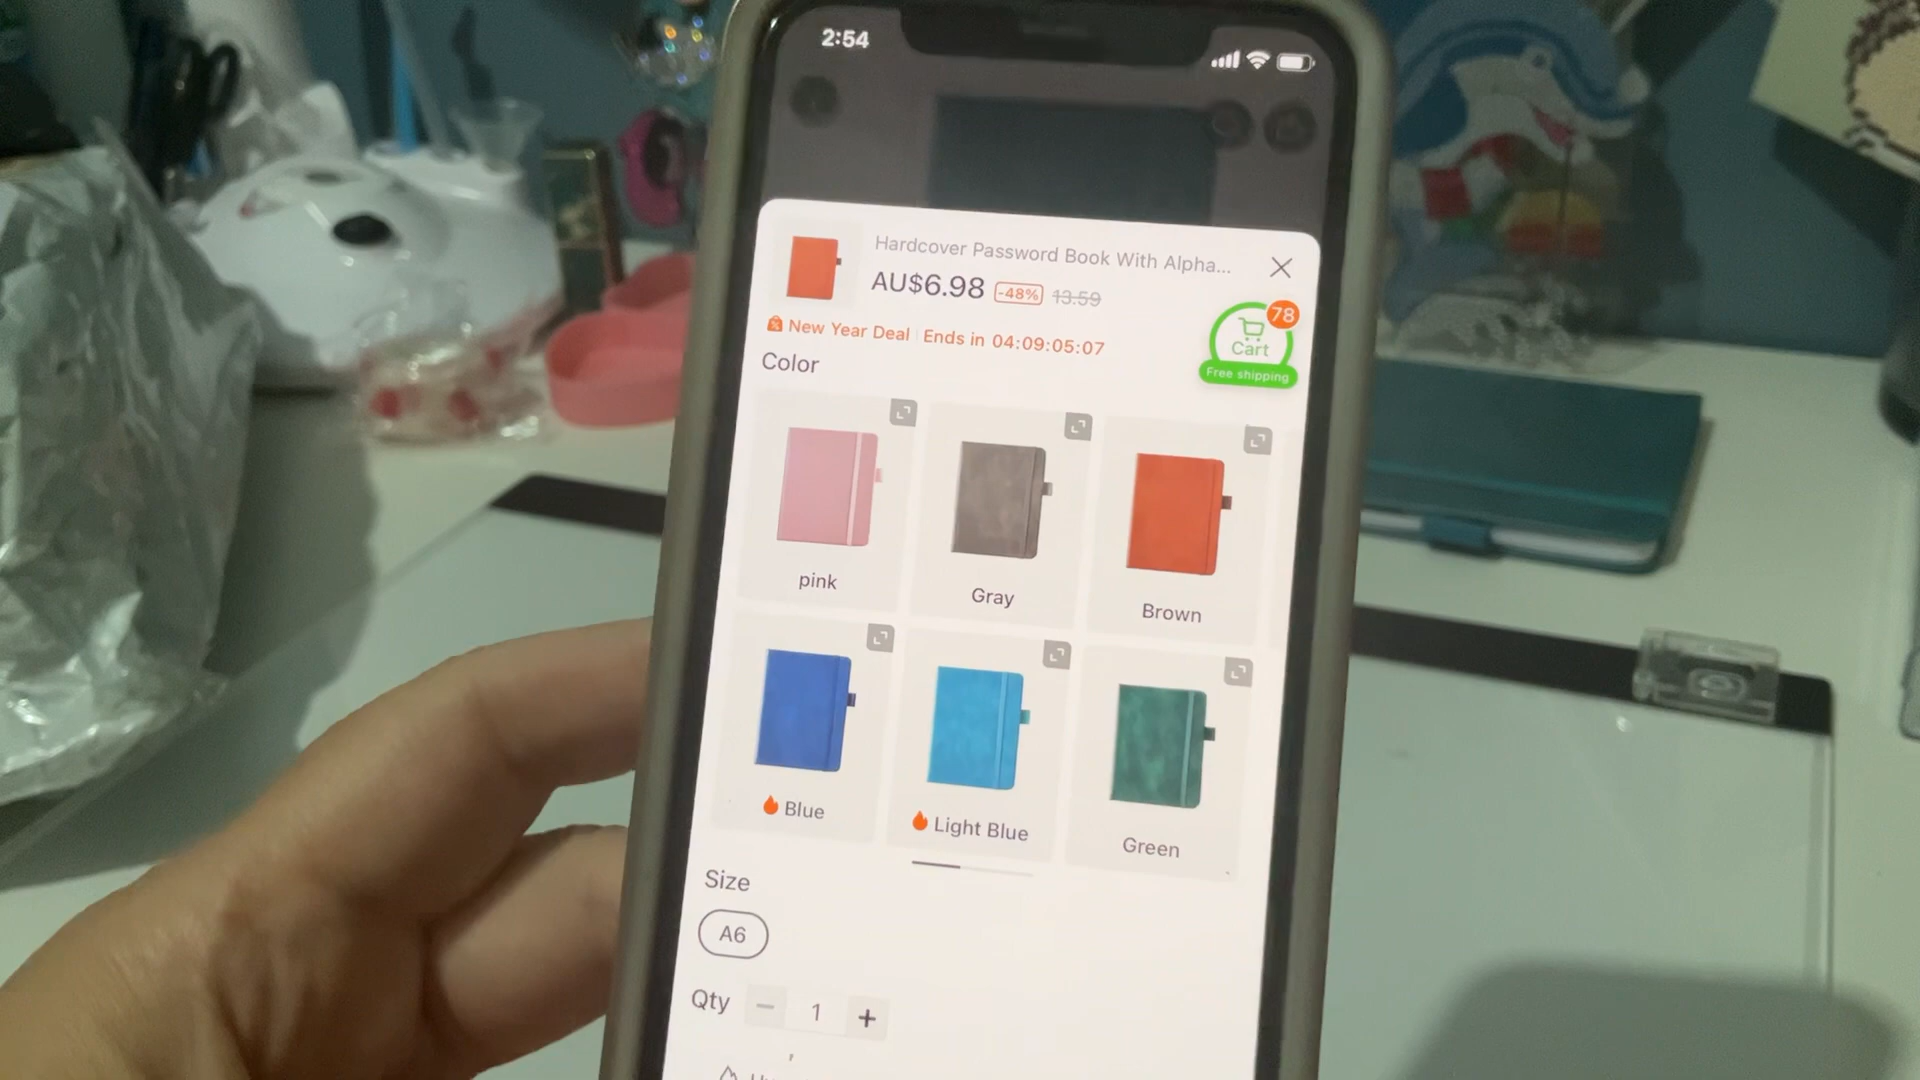 2:54
Hardcover Password Book With Alpha...
AU$6.98 -48% 13.59
New Year Deal | Ends in 04:09:05:07
78
Cart
Free shipping
Color
pink
Gray
Brown
Blue
Light Blue
Green
Size
A6
Qty − 1 +